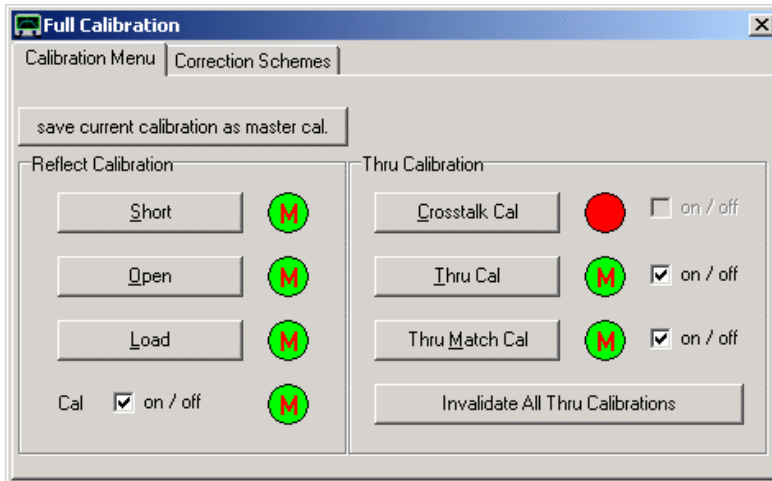 Full Calibration
Calibration Menu Correction Schemes
save current calibration as master cal.
Reflect Calibration
Short M
Open M
Load M
Cal on / off M
Thru Calibration
Crosstalk Cal on / off
Thru Cal M on / off
Thru Match Cal M on / off
Invalidate All Thru Calibrations